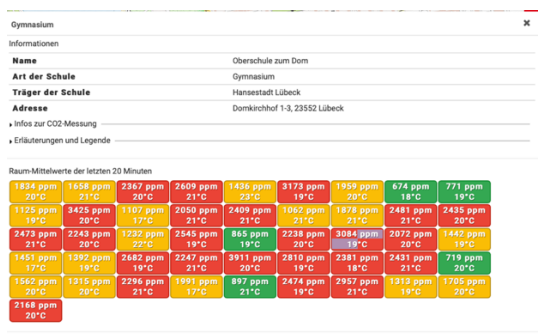 Gymnasium ×
Informationen
Name Oberschule zum Dom
Art der Schule Gymnasium
Träger der Schule Hansestadt Lübeck
Adresse Domkirchhof 1-3, 23552 Lübeck
Infos zur CO2-Messung
Erläuterungen und Legende
Raum-Mittelwerte der letzten 20 Minuten
1834 ppm 1658 ppm 2367 ppm 2609 ppm 1436 ppm 3173 ppm 1959 ppm 674 ppm 771 ppm
20°C 21°C 20°C 21°C 23°C 19°C 20°C 18°C 19°C
1125 ppm 3425 ppm 1107 ppm 2050 ppm 2409 ppm 1062 ppm 1878 ppm 2481 ppm 2435 ppm
19°C 20°C 17°C 21°C 21°C 21°C 21°C 21°C 20°C
2473 ppm 2243 ppm 1232 ppm 2545 ppm 865 ppm 2238 ppm 3084 ppm 2072 ppm 1442 ppm
21°C 20°C 22°C 19°C 19°C 20°C 19°C 20°C 19°C
1451 ppm 1392 ppm 2682 ppm 2247 ppm 3911 ppm 2810 ppm 2381 ppm 2431 ppm 719 ppm
17°C 19°C 19°C 21°C 20°C 19°C 18°C 21°C 20°C
1562 ppm 1315 ppm 2296 ppm 1991 ppm 897 ppm 2474 ppm 2957 ppm 1313 ppm 1705 ppm
20°C 20°C 21°C 17°C 21°C 19°C 21°C 19°C 20°C
2168 ppm
20°C